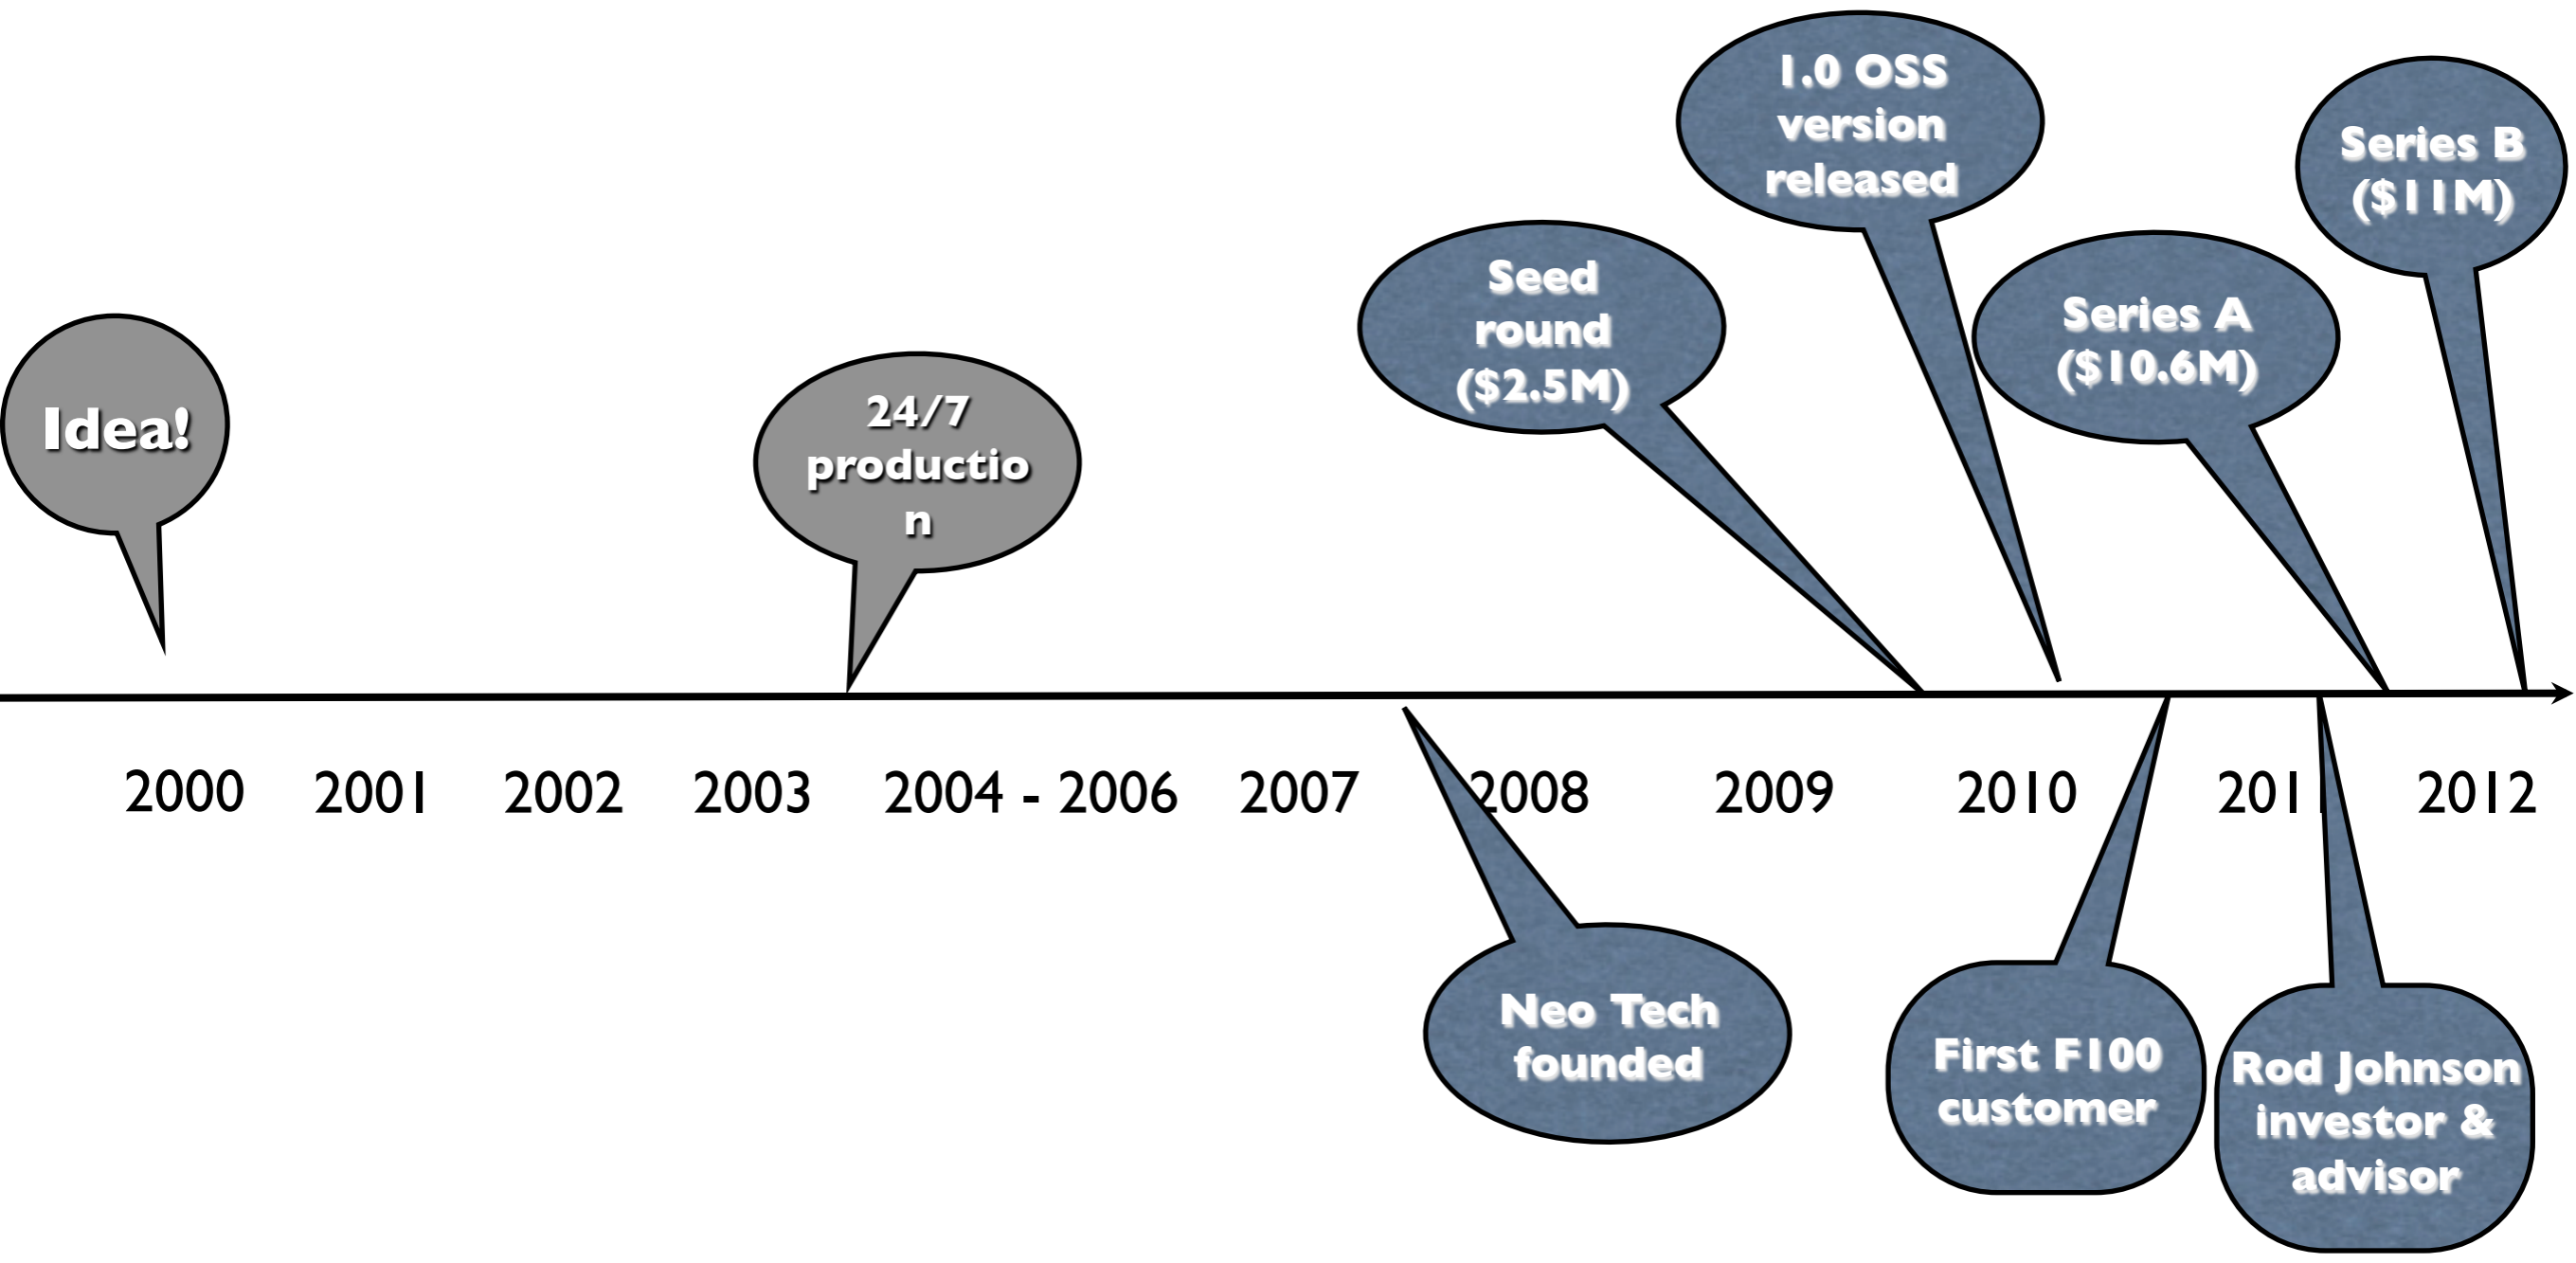 1.0 OSS
version
released
Series B
($11M)
Seed
round
($2.5M)
Series A
($10.6M)
Idea!
24/7
productio
n
2000 2001 2002 2003 2004 - 2006 2007 2008 2009 2010 2011 2012
Neo Tech
founded
First F100
customer
Rod Johnson
investor &
advisor